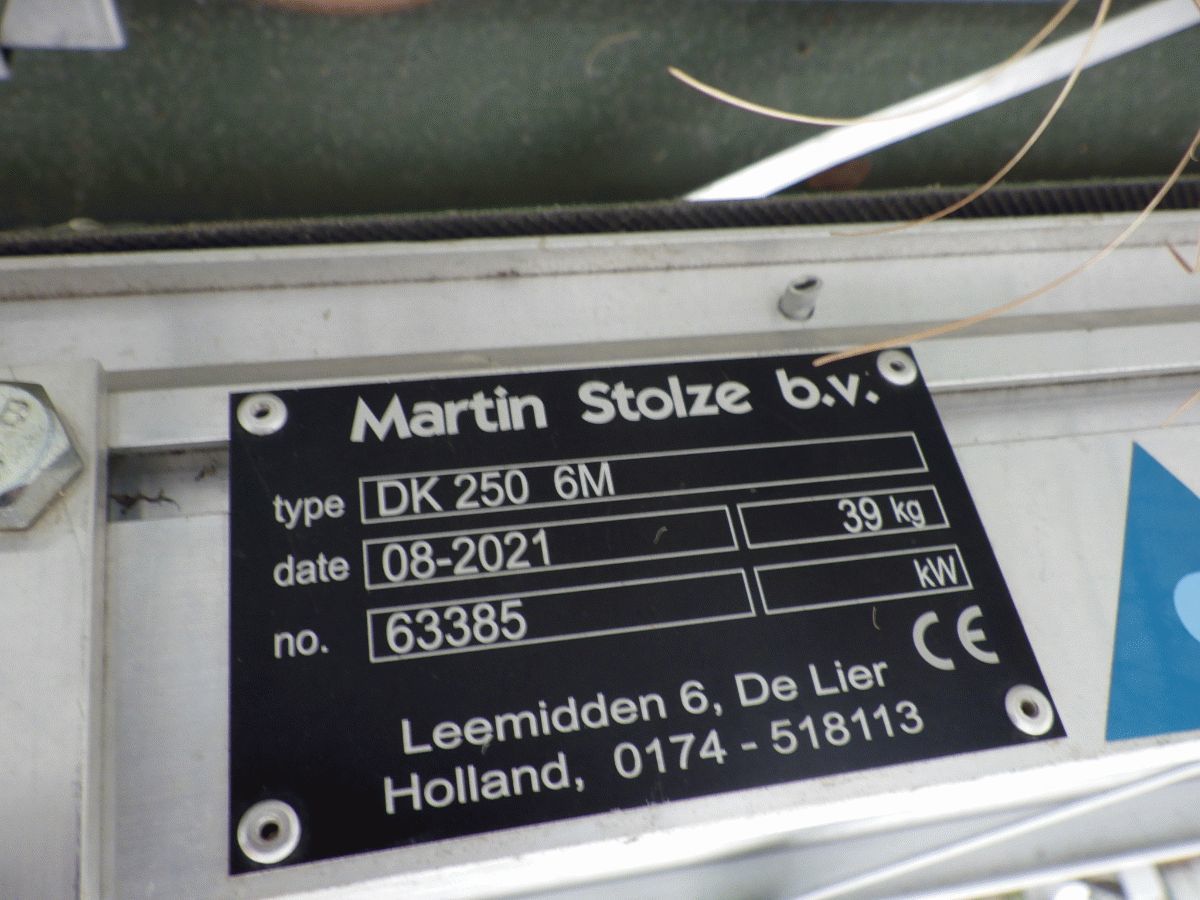 Martin Stolze b.v.
type DK 250 6M
date 08-2021 39 kg
no. 63385 kW
CE
Leemidden 6, De Lier
Holland, 0174 - 518113